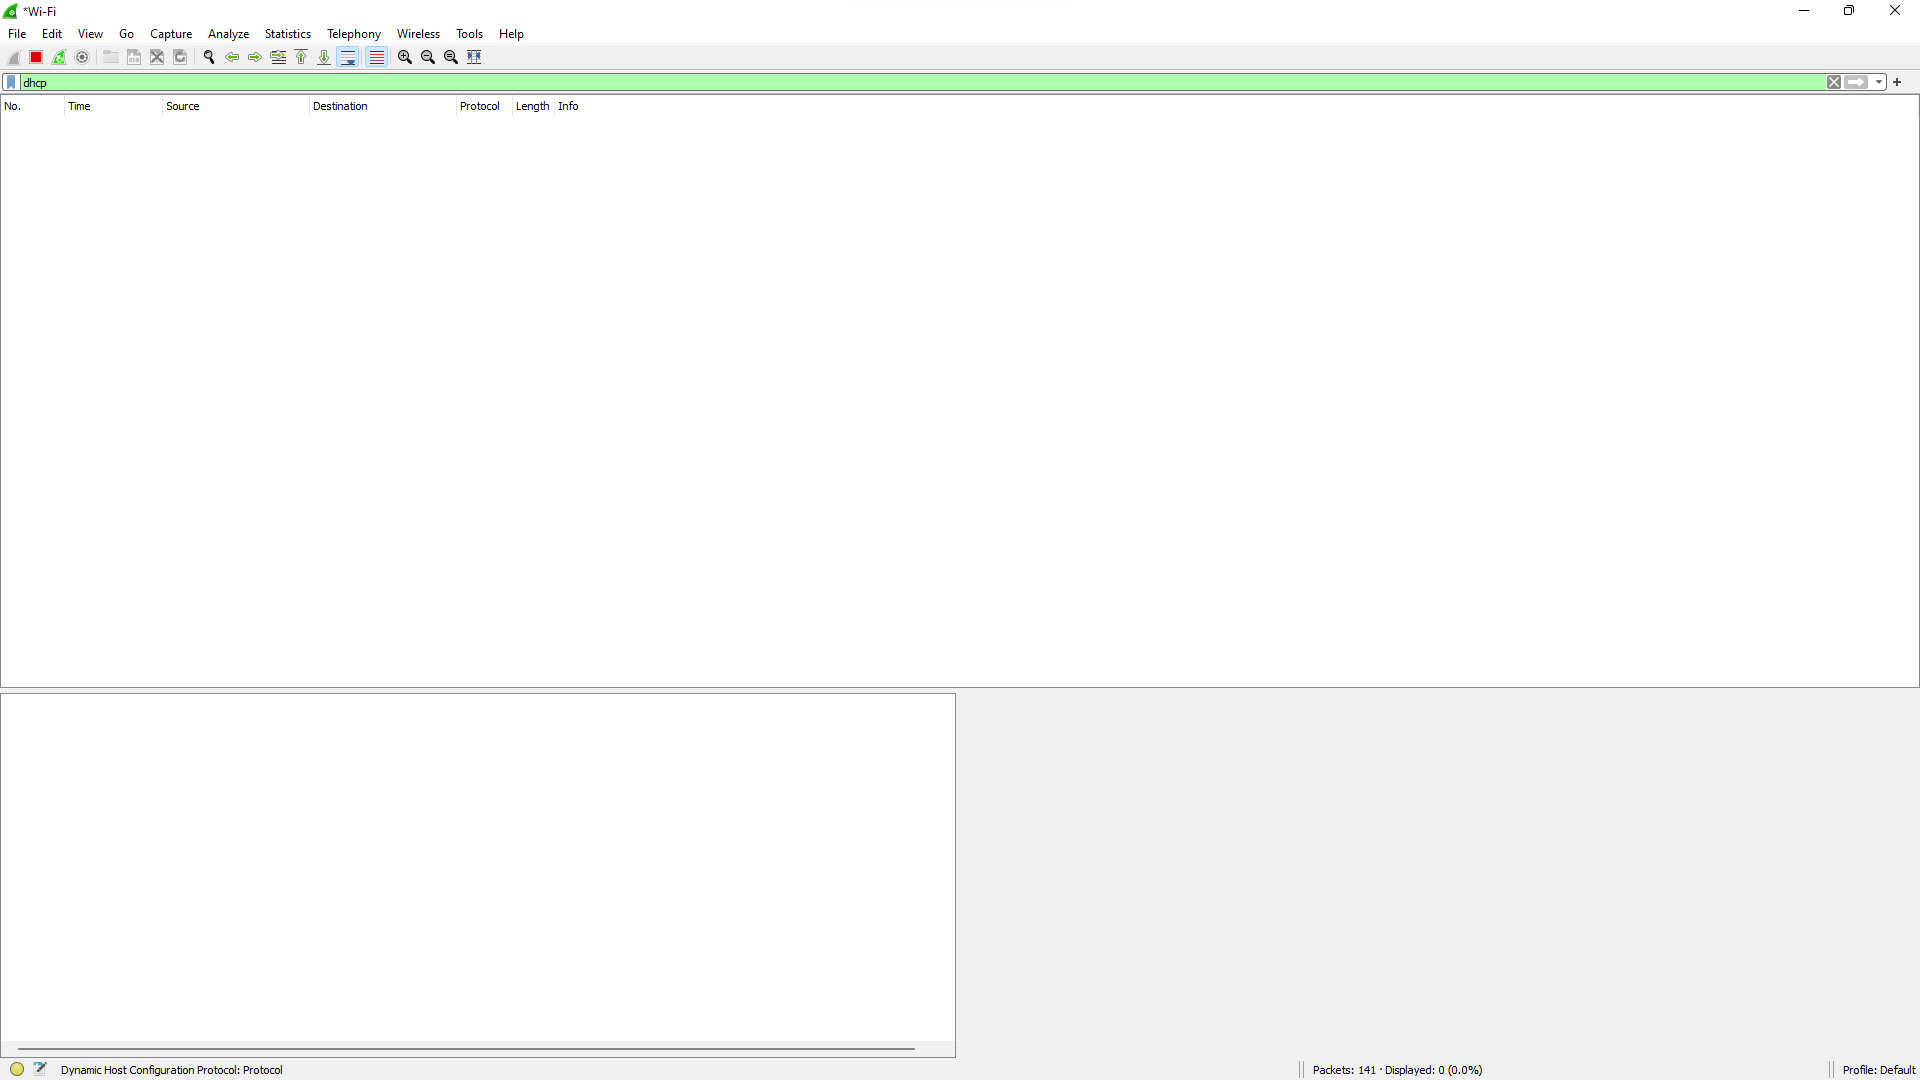 *Wi-Fi
File Edit View Go Capture Analyze Statistics Telephony Wireless Tools Help
dhcp
No. Time Source Destination Protocol Length Info
Dynamic Host Configuration Protocol: Protocol Packets: 141 · Displayed: 0 (0.0%) Profile: Default